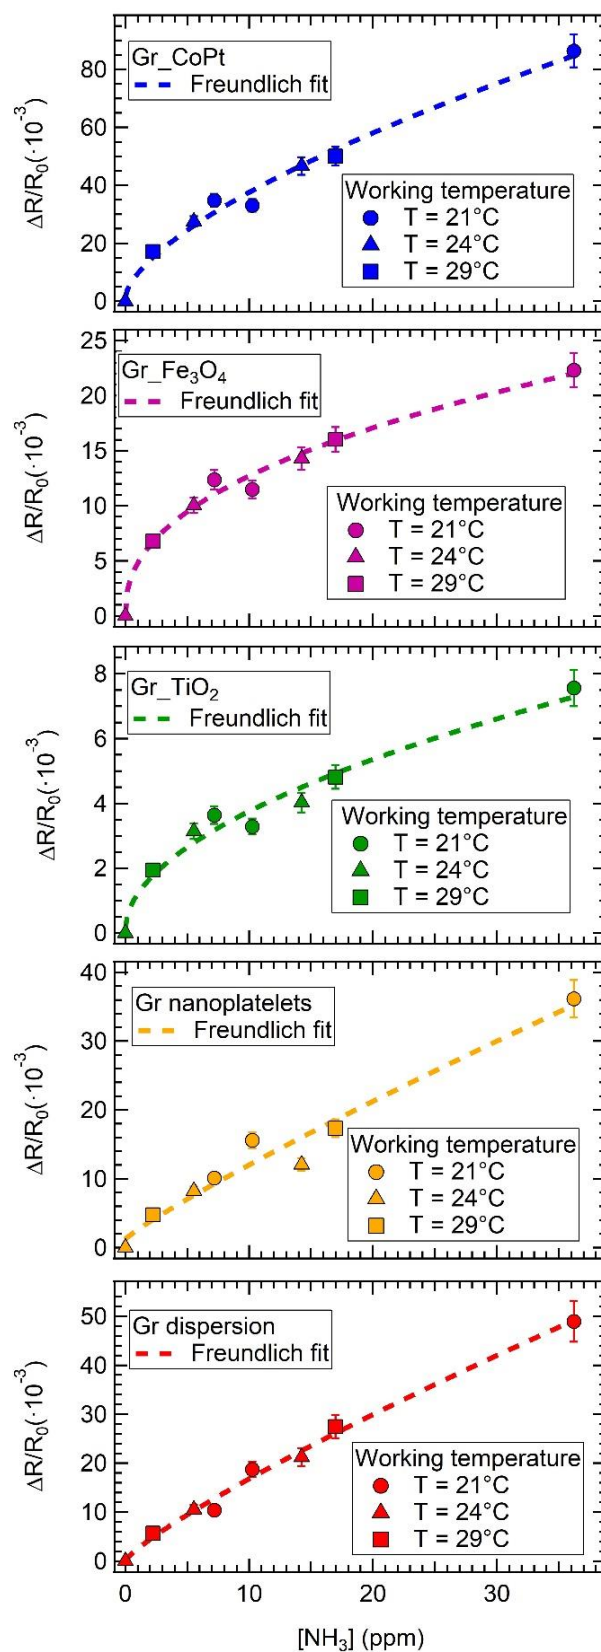 Gr_CoPt
Freundlich fit
ΔR/R₀(·10⁻³)
80
60
40
20
0
Working temperature
T = 21°C
T = 24°C
T = 29°C
Gr_Fe₃O₄
Freundlich fit
ΔR/R₀(·10⁻³)
25
20
15
10
5
0
Working temperature
T = 21°C
T = 24°C
T = 29°C
Gr_TiO₂
Freundlich fit
ΔR/R₀(·10⁻³)
8
6
4
2
0
Working temperature
T = 21°C
T = 24°C
T = 29°C
Gr nanoplatelets
Freundlich fit
ΔR/R₀(·10⁻³)
40
30
20
10
0
Working temperature
T = 21°C
T = 24°C
T = 29°C
Gr dispersion
Freundlich fit
ΔR/R₀(·10⁻³)
50
40
30
20
10
0
Working temperature
T = 21°C
T = 24°C
T = 29°C
0 10 20 30
[NH₃] (ppm)